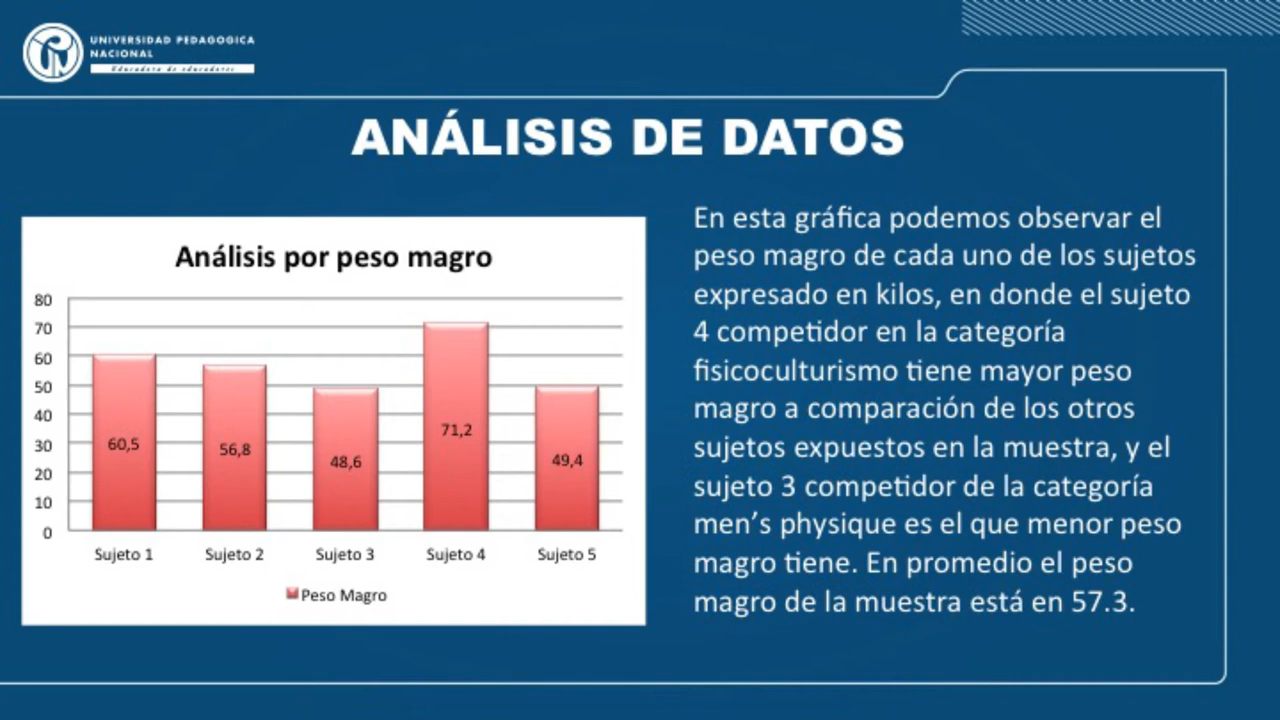 UNIVERSIDAD PEDAGOGICA
NACIONAL
Educadora de educadores
ANÁLISIS DE DATOS
Análisis por peso magro
80
70
60
50
40
30
20
10
0
60,5
56,8
48,6
71,2
49,4
Sujeto 1
Sujeto 2
Sujeto 3
Sujeto 4
Sujeto 5
Peso Magro
En esta gráfica podemos observar el
peso magro de cada uno de los sujetos
expresado en kilos, en donde el sujeto
4 competidor en la categoría
fisicoculturismo tiene mayor peso
magro a comparación de los otros
sujetos expuestos en la muestra, y el
sujeto 3 competidor de la categoría
men’s physique es el que menor peso
magro tiene. En promedio el peso
magro de la muestra está en 57.3.